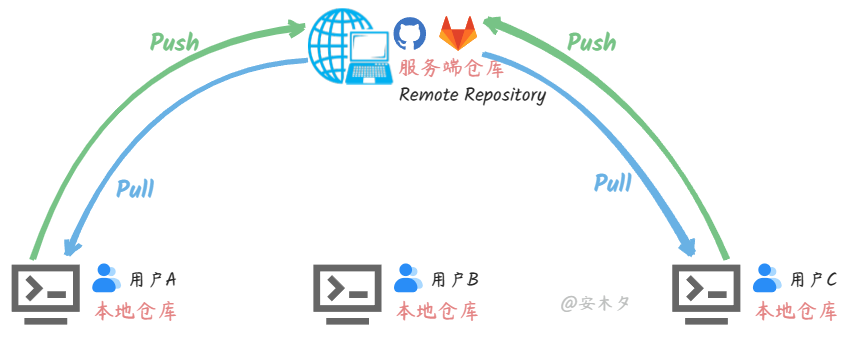 Push
Push
服务端仓库
Remote Repository
Pull
Pull
用户A
本地仓库
用户B
本地仓库
用户C
本地仓库
@安木夕